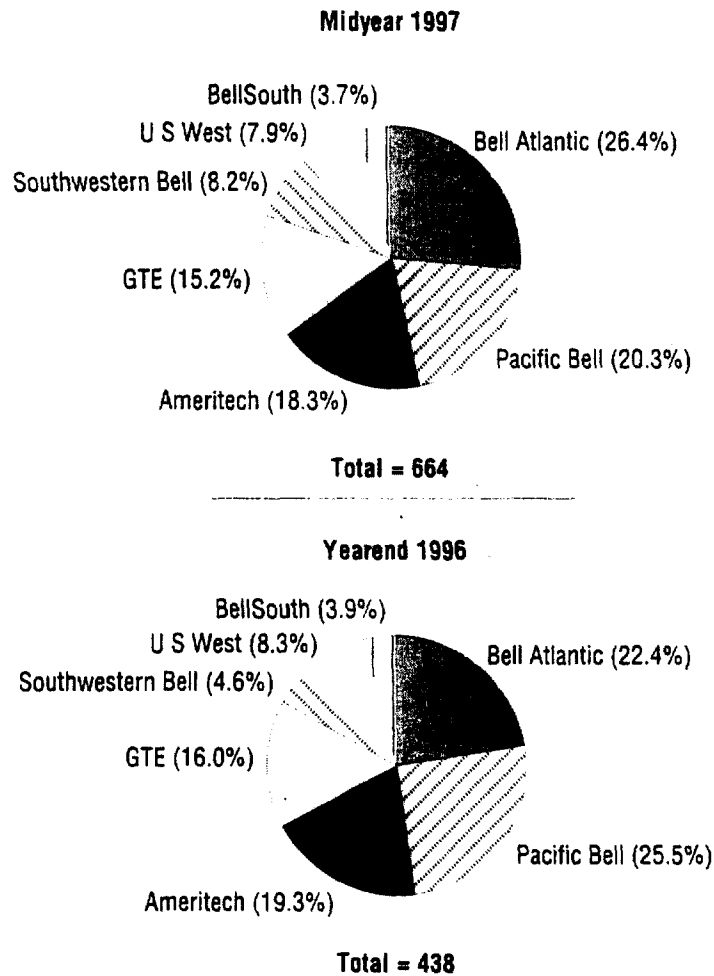 Midyear 1997
BellSouth (3.7%)
U S West (7.9%)
Bell Atlantic (26.4%)
Southwestern Bell (8.2%)
GTE (15.2%)
Pacific Bell (20.3%)
Ameritech (18.3%)
Total = 664
Yearend 1996
BellSouth (3.9%)
U S West (8.3%)
Bell Atlantic (22.4%)
Southwestern Bell (4.6%)
GTE (16.0%)
Pacific Bell (25.5%)
Ameritech (19.3%)
Total = 438